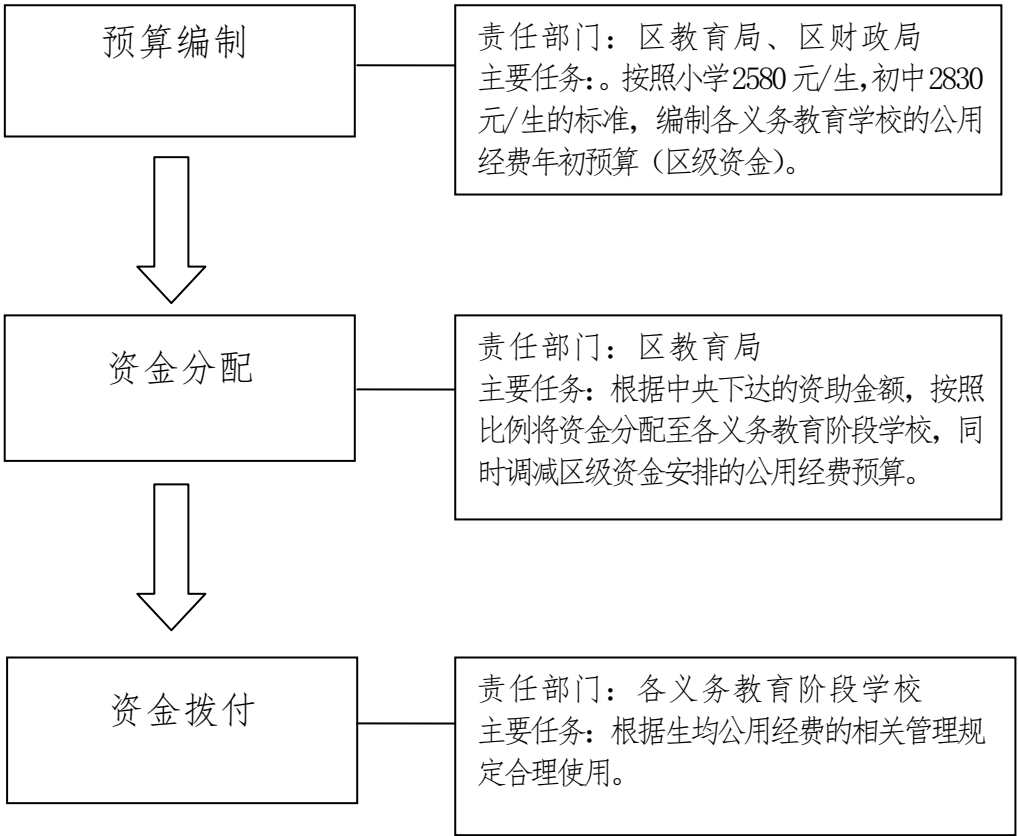 预算编制
责任部门：区教育局、区财政局
主要任务：。按照小学2580元/生，初中2830
元/生的标准，编制各义务教育学校的公用
经费年初预算（区级资金）。
资金分配
责任部门：区教育局
主要任务：根据中央下达的资助金额，按照
比例将资金分配至各义务教育阶段学校，同
时调减区级资金安排的公用经费预算。
资金拨付
责任部门：各义务教育阶段学校
主要任务：根据生均公用经费的相关管理规
定合理使用。